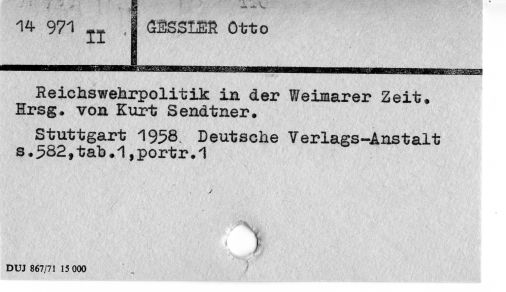 14 971 II
GESSLER Otto
Reichswehrpolitik in der Weimarer Zeit.
Hrsg. von Kurt Sendtner.
Stuttgart 1958 Deutsche Verlags-Anstalt
s.582,tab.1,portr.1
DUJ 867/71 15 000